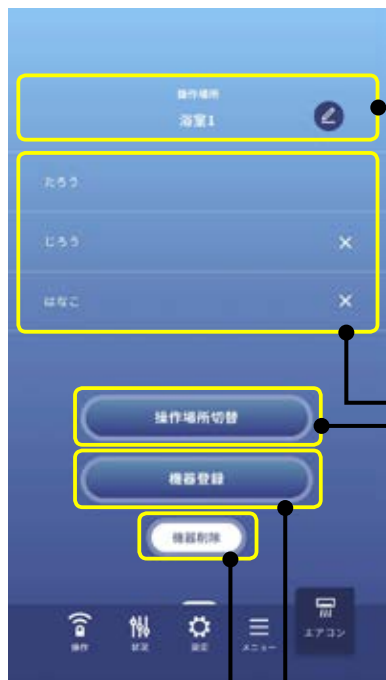 操作場所
浴室1
たろう
じろう
はなこ
操作場所切替
機器登録
機器削除
操作
状況
設定
メニュー
エアコン